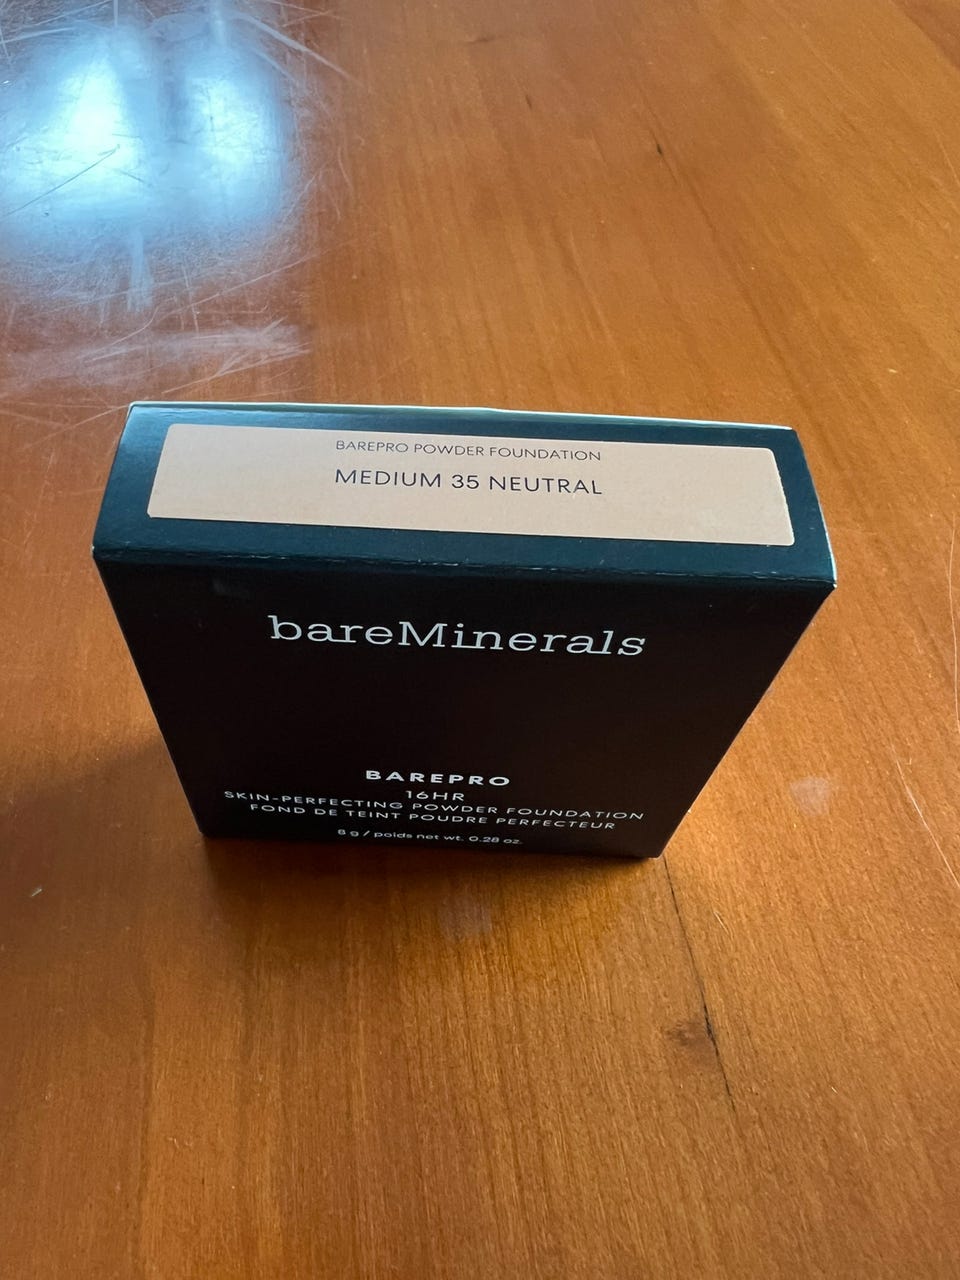 BAREPRO POWDER FOUNDATION
MEDIUM 35 NEUTRAL
bareMinerals
BAREPRO
16HR
SKIN-PERFECTING POWDER FOUNDATION
FOND DE TEINT POUDRE PERFECTEUR
8 g / poids net wt. 0.28 oz.